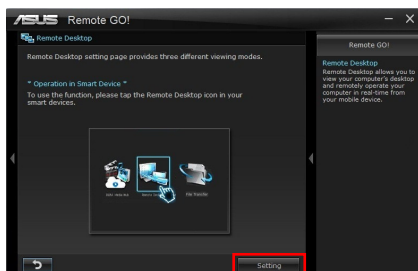 ASUS Remote GO!
Remote Desktop
Remote Desktop setting page provides three different viewing modes.
* Operation in Smart Device *
To use the function, please tap the Remote Desktop icon in your
smart devices.
File Transfer
Setting
Remote GO!
Remote Desktop
Remote Desktop allows you to
view your computer's desktop
and remotely operate your
computer in real-time from
your mobile device.